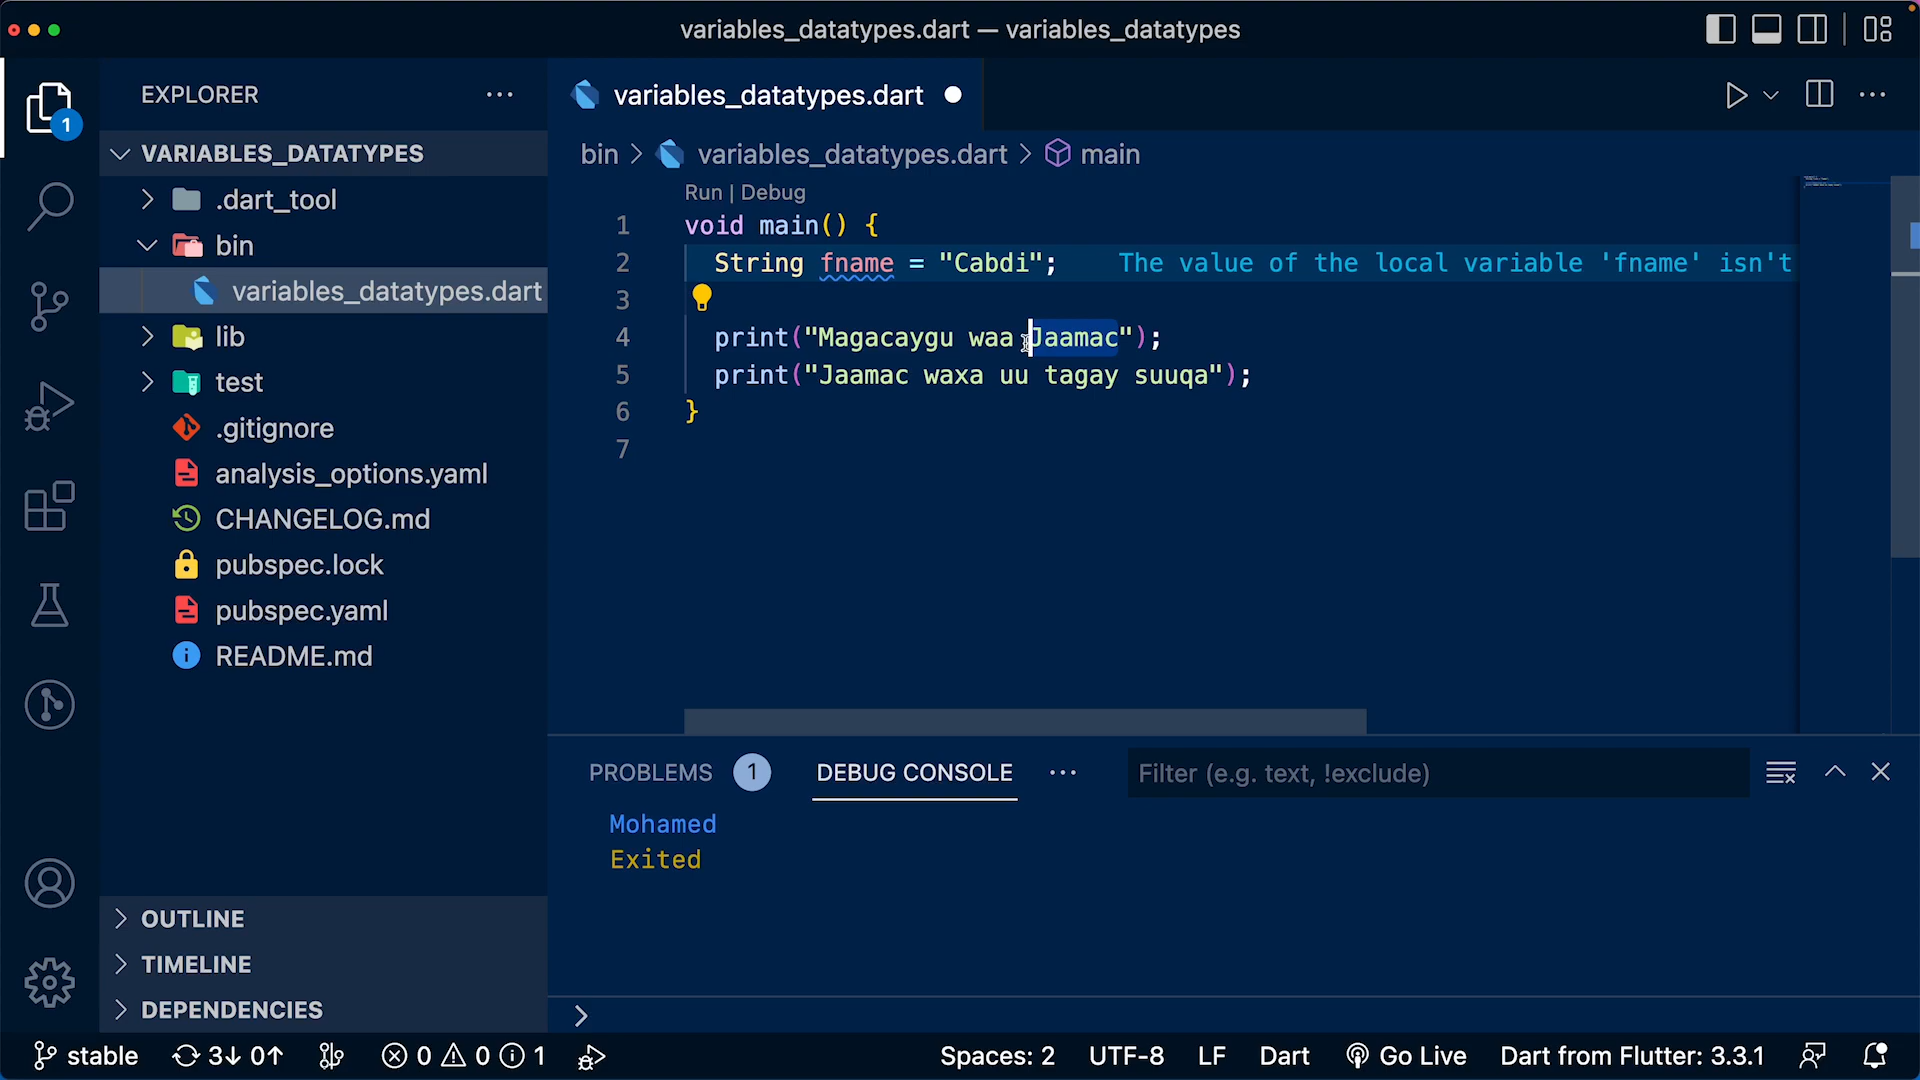 variables_datatypes.dart — variables_datatypes
EXPLORER
1
VARIABLES_DATATYPES
.dart_tool
bin
variables_datatypes.dart
lib
test
.gitignore
analysis_options.yaml
CHANGELOG.md
pubspec.lock
pubspec.yaml
README.md
OUTLINE
TIMELINE
DEPENDENCIES
variables_datatypes.dart
bin > variables_datatypes.dart > main
Run | Debug
1 void main() {
2 String fname = "Cabdi"; The value of the local variable 'fname' isn't
3
4 print("Magacaygu waa Jaamac");
5 print("Jaamac waxa uu tagay suuqa");
6 }
7
PROBLEMS 1 DEBUG CONSOLE Filter (e.g. text, !exclude)
Mohamed
Exited
stable 3↓ 0↑ 0 0 1 Spaces: 2 UTF-8 LF Dart Go Live Dart from Flutter: 3.3.1